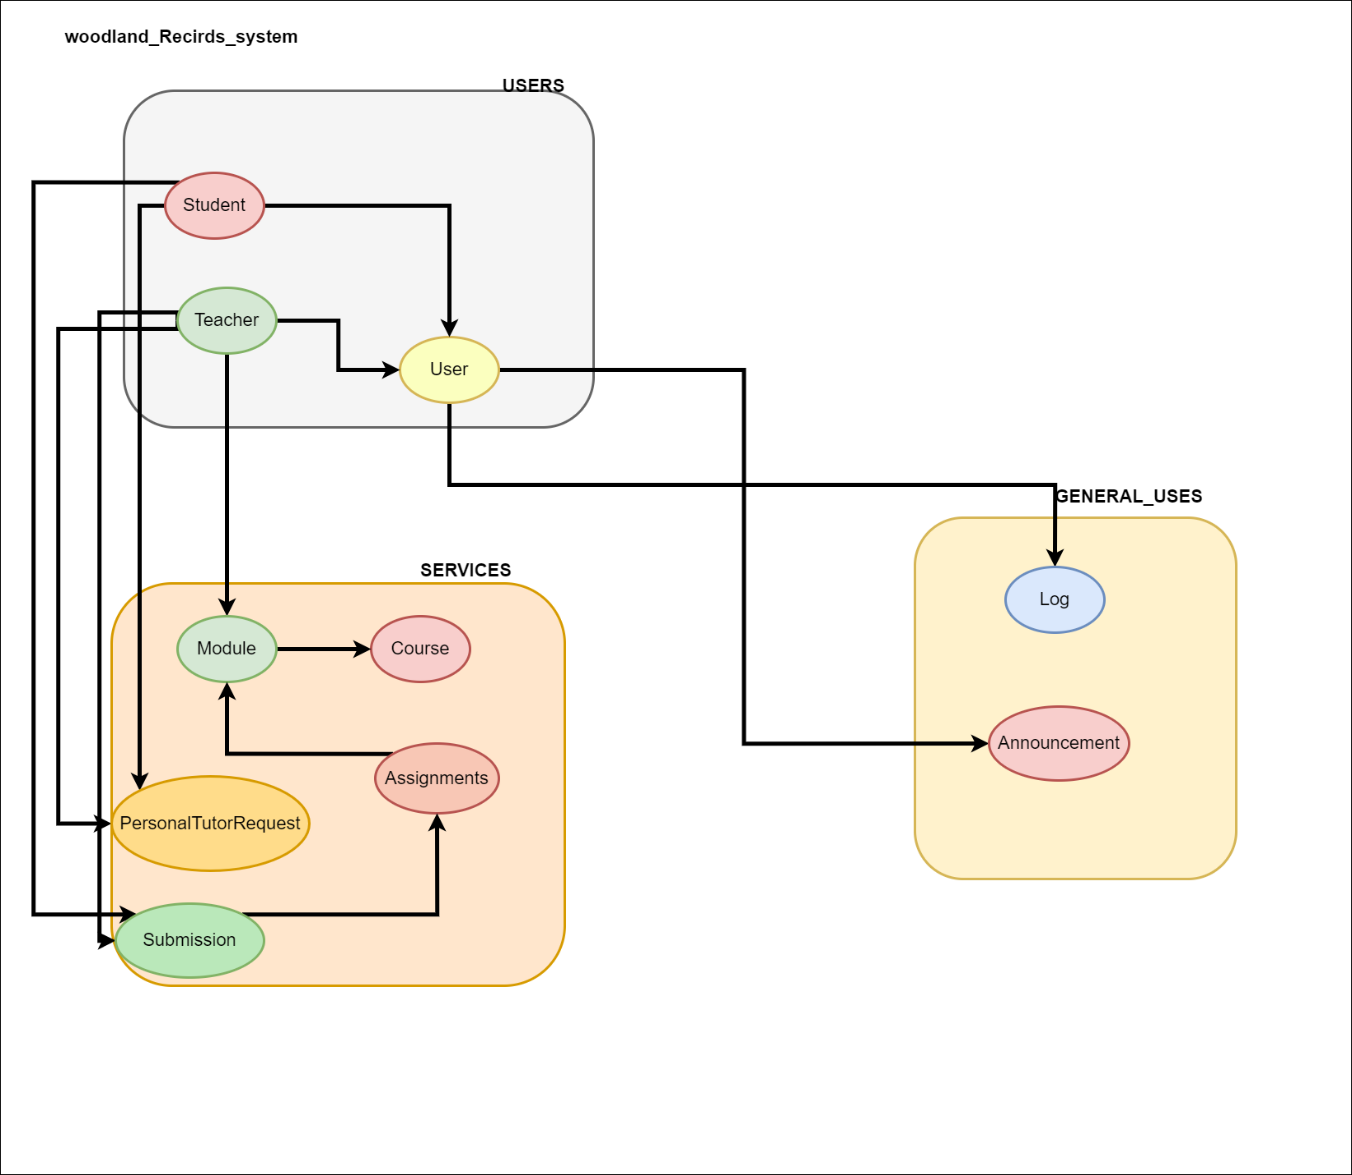 woodland_Recirds_system
USERS
Student
Teacher
User
GENERAL_USES
SERVICES
Log
Module
Course
Announcement
Assignments
PersonalTutorRequest
Submission